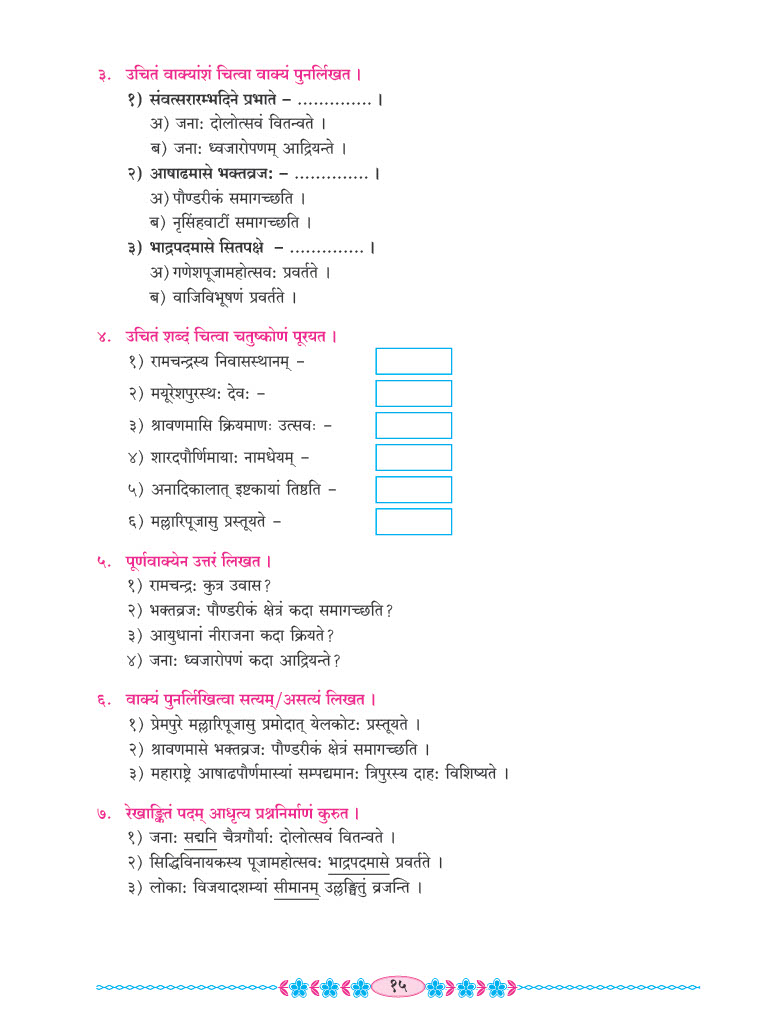 ३. उचितं वाक्यांशं चित्वा वाक्यं पुनर्लिखत ।
१) संवत्सरारम्भदिने प्रभाते – .............. ।
अ) जना: दोलोत्सवं वितन्वते ।
ब) जना: ध्वजारोपणम् आद्रियन्ते ।
२) आषाढमासे भक्तव्रज: – .............. ।
अ) पौण्डरीकं समागच्छति ।
ब) नृसिंहवाटीं समागच्छति ।
३) भाद्रपदमासे सितपक्षे – .............. ।
अ) गणेशपूजामहोत्सव: प्रवर्तते ।
ब) वाजिविभूषणं प्रवर्तते ।
४. उचितं शब्दं चित्वा चतुष्कोणं पूरयत ।
१) रामचन्द्रस्य निवासस्थानम् –
२) मयूरेशपुरस्थ: देव: –
३) श्रावणमासि क्रियमाणः उत्सवः –
४) शारदपौर्णिमाया: नामधेयम् –
५) अनादिकालात् इष्टकायां तिष्ठति –
६) मल्लारिपूजासु प्रस्तूयते –
५. पूर्णवाक्येन उत्तरं लिखत ।
१) रामचन्द्र: कुत्र उवास?
२) भक्तव्रज: पौण्डरीकं क्षेत्रं कदा समागच्छति?
३) आयुधानां नीराजना कदा क्रियते?
४) जना: ध्वजारोपणं कदा आद्रियन्ते?
६. वाक्यं पुनर्लिखित्वा सत्यम्/असत्यं लिखत ।
१) प्रेमपुरे मल्लारिपूजासु प्रमोदात् येलकोट: प्रस्तूयते ।
२) श्रावणमासे भक्तव्रज: पौण्डरीकं क्षेत्रं समागच्छति ।
३) महाराष्ट्रे आषाढपौर्णमास्यां सम्पद्यमान: त्रिपुरस्य दाह: विशिष्यते ।
७. रेखाङ्कितं पदम् आधृत्य प्रश्ननिर्माणं कुरुत ।
१) जना: सद्मनि चैत्रगौर्या: दोलोत्सवं वितन्वते ।
२) सिद्धिविनायकस्य पूजामहोत्सव: भाद्रपदमासे प्रवर्तते ।
३) लोका: विजयादशम्यां सीमानम् उल्लङ्घितुं व्रजन्ति ।
१५